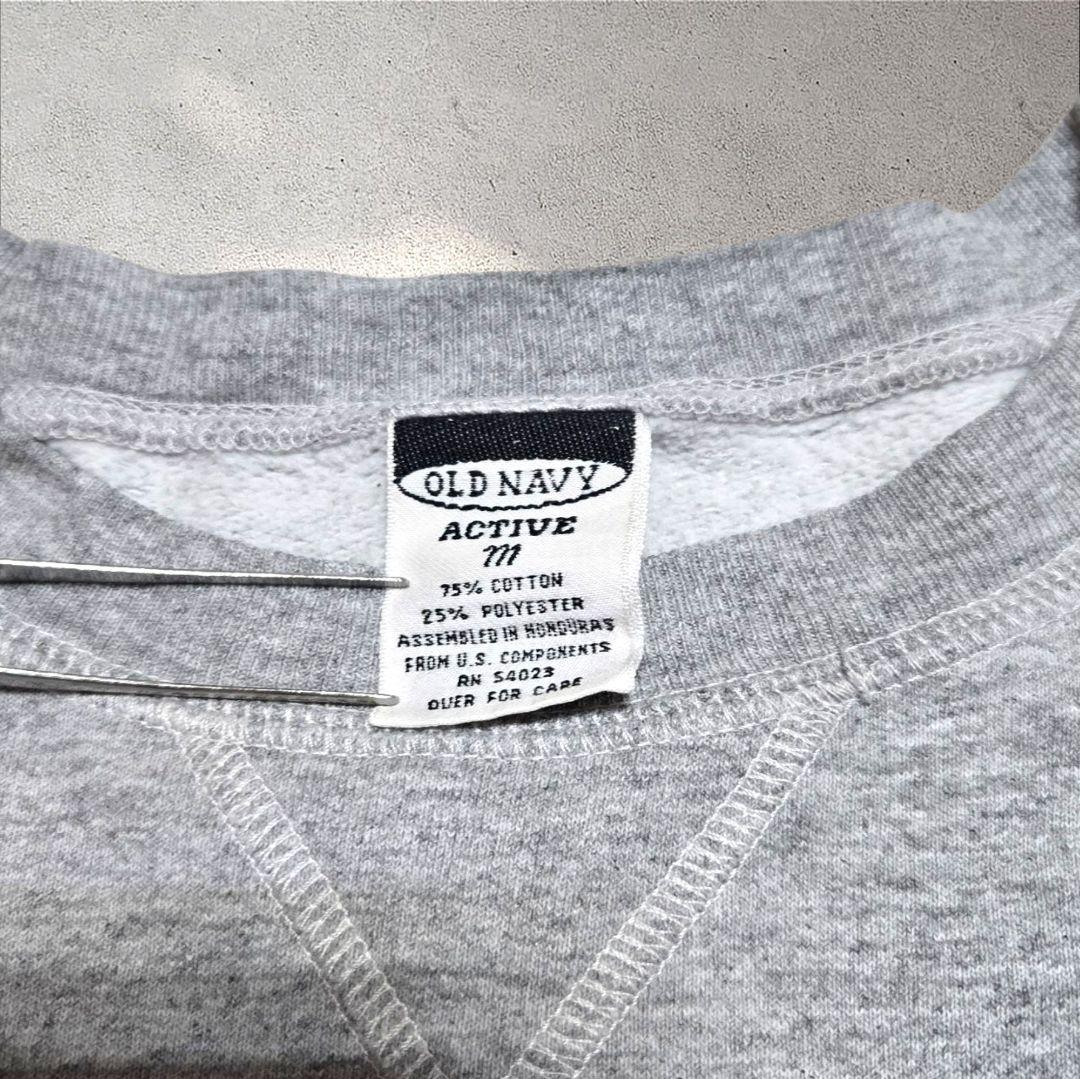 OLD NAVY
ACTIVE
M
75% COTTON
25% POLYESTER
ASSEMBLED IN HONDURAS
FROM U.S. COMPONENTS
RN 54023
OVER FOR CARE